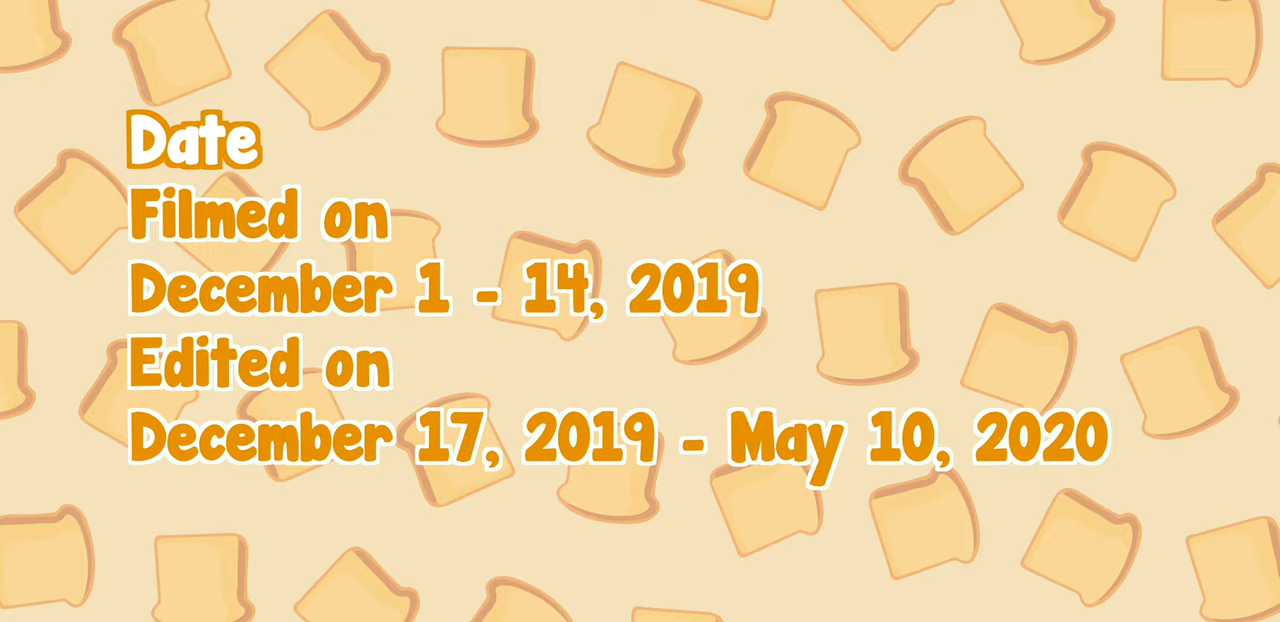 Date
Filmed on
December 1 - 14, 2019
Edited on
December 17, 2019 - May 10, 2020